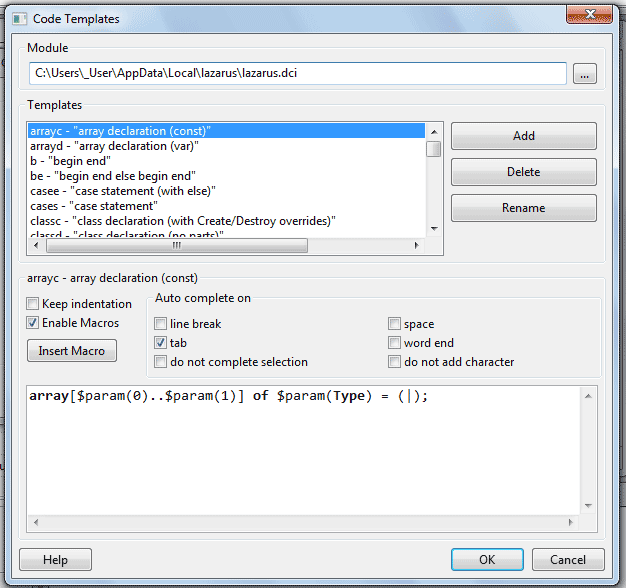 Code Templates
Module
C:\Users\_User\AppData\Local\lazarus\lazarus.dci
...
Templates
arrayc - "array declaration (const)"
arrayd - "array declaration (var)"
b - "begin end"
be - "begin end else begin end"
casee - "case statement (with else)"
cases - "case statement"
classc - "class declaration (with Create/Destroy overrides)"
classd - "class declaration (no parts)"
Add
Delete
Rename
arrayc - array declaration (const)
Keep indentation
Enable Macros
Insert Macro
Auto complete on
line break
space
tab
word end
do not complete selection
do not add character
array[$param(0)..$param(1)] of $param(Type) = (|);
Help
OK
Cancel